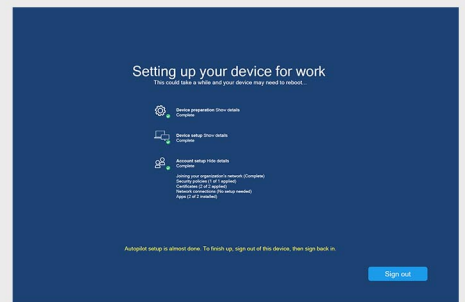 Setting up your device for work
This could take a while and your device may need to reboot...
Device preparation Show details
Complete
Device setup Show details
Complete
Account setup Hide details
Complete
Joining your organization's network (Complete)
Security policies (1 of 1 applied)
Certificates (2 of 2 applied)
Network connections (No setup needed)
Apps (2 of 2 installed)
Autopilot setup is almost done. To finish up, sign out of this device, then sign back in.
Sign out